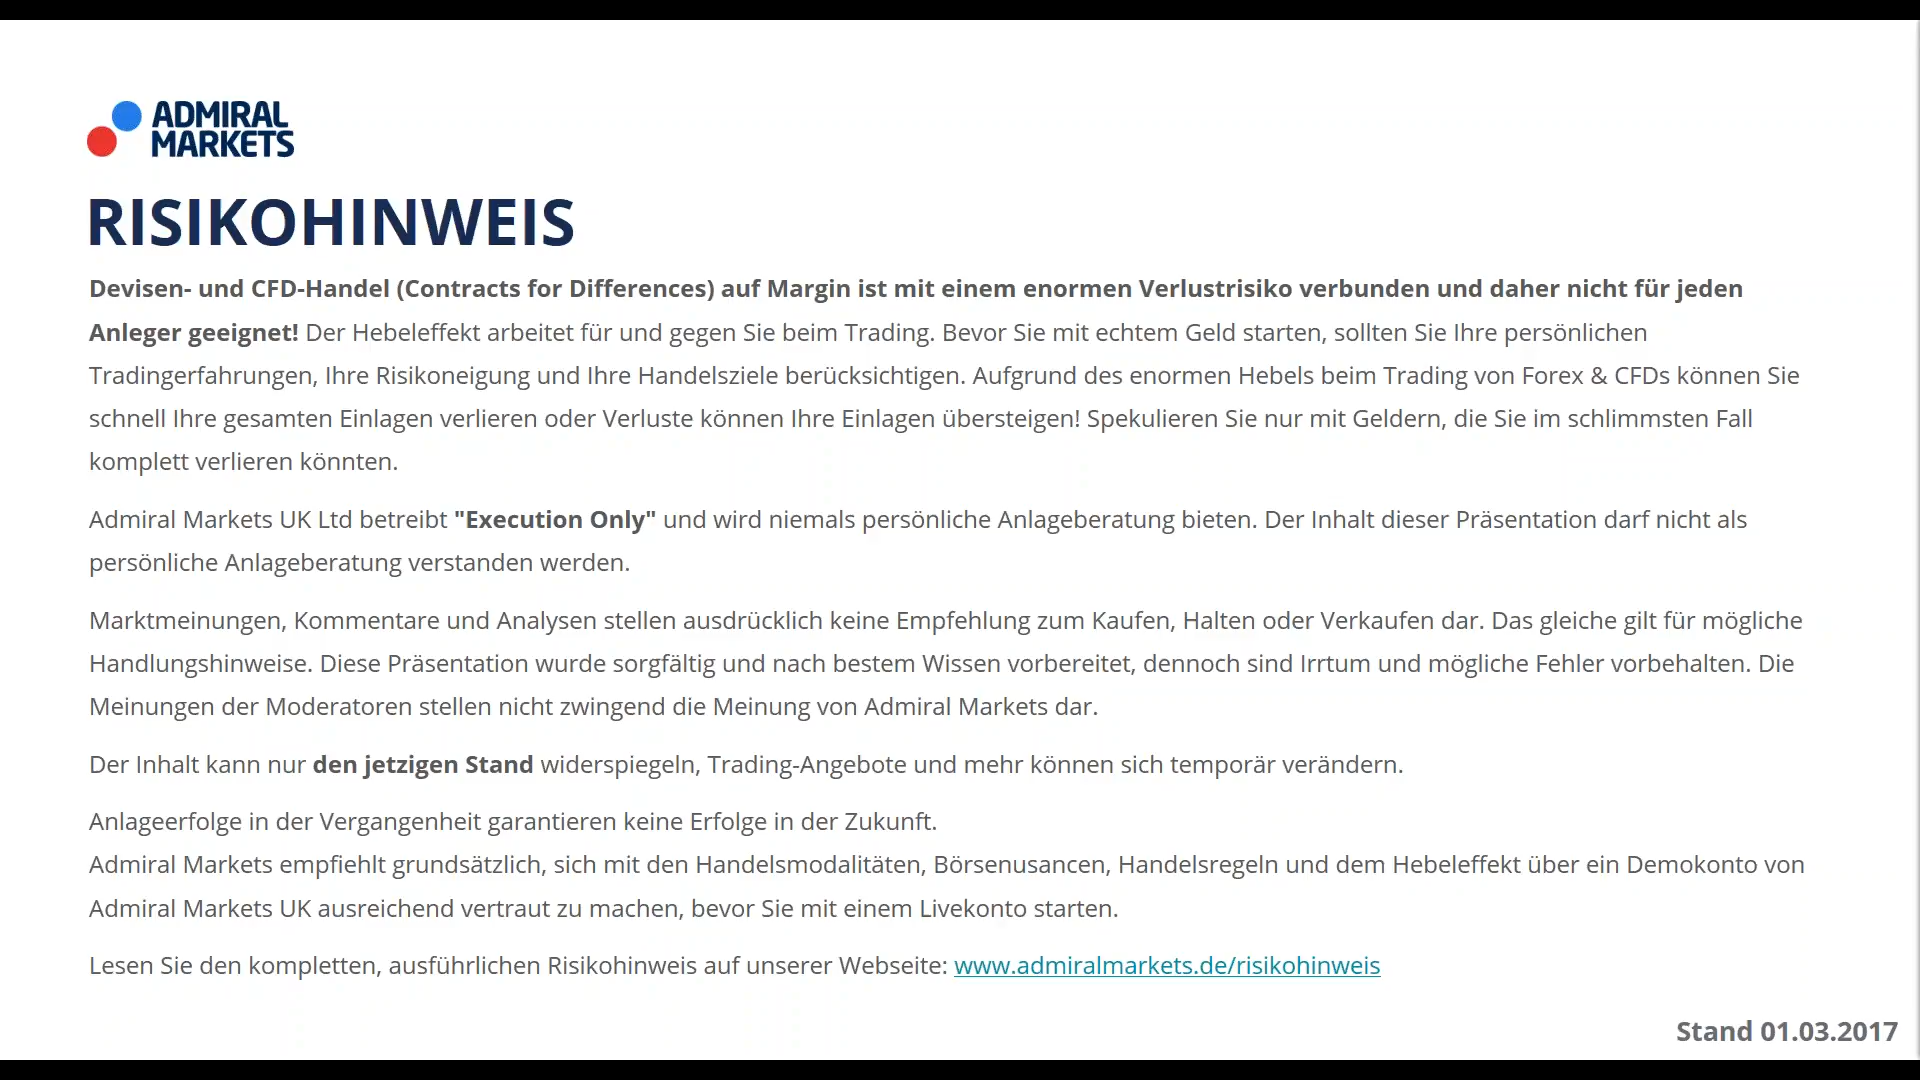 ADMIRAL
MARKETS
RISIKOHINWEIS
Devisen- und CFD-Handel (Contracts for Differences) auf Margin ist mit einem enormen Verlustrisiko verbunden und daher nicht für jeden
Anleger geeignet! Der Hebeleffekt arbeitet für und gegen Sie beim Trading. Bevor Sie mit echtem Geld starten, sollten Sie Ihre persönlichen
Tradingerfahrungen, Ihre Risikoneigung und Ihre Handelsziele berücksichtigen. Aufgrund des enormen Hebels beim Trading von Forex & CFDs können Sie
schnell Ihre gesamten Einlagen verlieren oder Verluste können Ihre Einlagen übersteigen! Spekulieren Sie nur mit Geldern, die Sie im schlimmsten Fall
komplett verlieren könnten.
Admiral Markets UK Ltd betreibt "Execution Only" und wird niemals persönliche Anlageberatung bieten. Der Inhalt dieser Präsentation darf nicht als
persönliche Anlageberatung verstanden werden.
Marktmeinungen, Kommentare und Analysen stellen ausdrücklich keine Empfehlung zum Kaufen, Halten oder Verkaufen dar. Das gleiche gilt für mögliche
Handlungshinweise. Diese Präsentation wurde sorgfältig und nach bestem Wissen vorbereitet, dennoch sind Irrtum und mögliche Fehler vorbehalten. Die
Meinungen der Moderatoren stellen nicht zwingend die Meinung von Admiral Markets dar.
Der Inhalt kann nur den jetzigen Stand widerspiegeln, Trading-Angebote und mehr können sich temporär verändern.
Anlageerfolge in der Vergangenheit garantieren keine Erfolge in der Zukunft.
Admiral Markets empfiehlt grundsätzlich, sich mit den Handelsmodalitäten, Börsenusancen, Handelsregeln und dem Hebeleffekt über ein Demokonto von
Admiral Markets UK ausreichend vertraut zu machen, bevor Sie mit einem Livekonto starten.
Lesen Sie den kompletten, ausführlichen Risikohinweis auf unserer Webseite: www.admiralmarkets.de/risikohinweis
Stand 01.03.2017